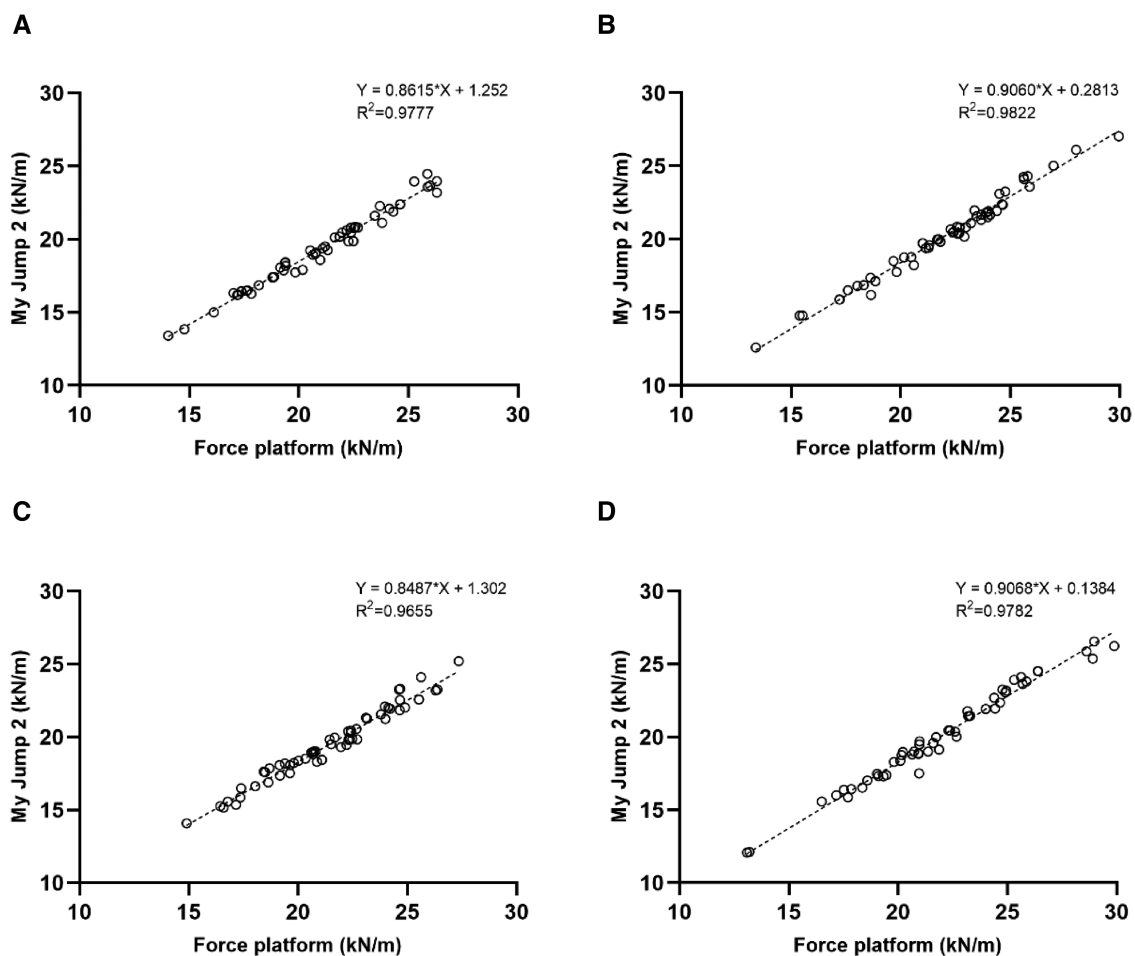 A
Y = 0.8615*X + 1.252
R²=0.9777
30
25
20
15
10
My Jump 2 (kN/m)
10 15 20 25 30
Force platform (kN/m)
B
Y = 0.9060*X + 0.2813
R²=0.9822
30
25
20
15
10
My Jump 2 (kN/m)
10 15 20 25 30
Force platform (kN/m)
C
Y = 0.8487*X + 1.302
R²=0.9655
30
25
20
15
10
My Jump 2 (kN/m)
10 15 20 25 30
Force platform (kN/m)
D
Y = 0.9068*X + 0.1384
R²=0.9782
30
25
20
15
10
My Jump 2 (kN/m)
10 15 20 25 30
Force platform (kN/m)